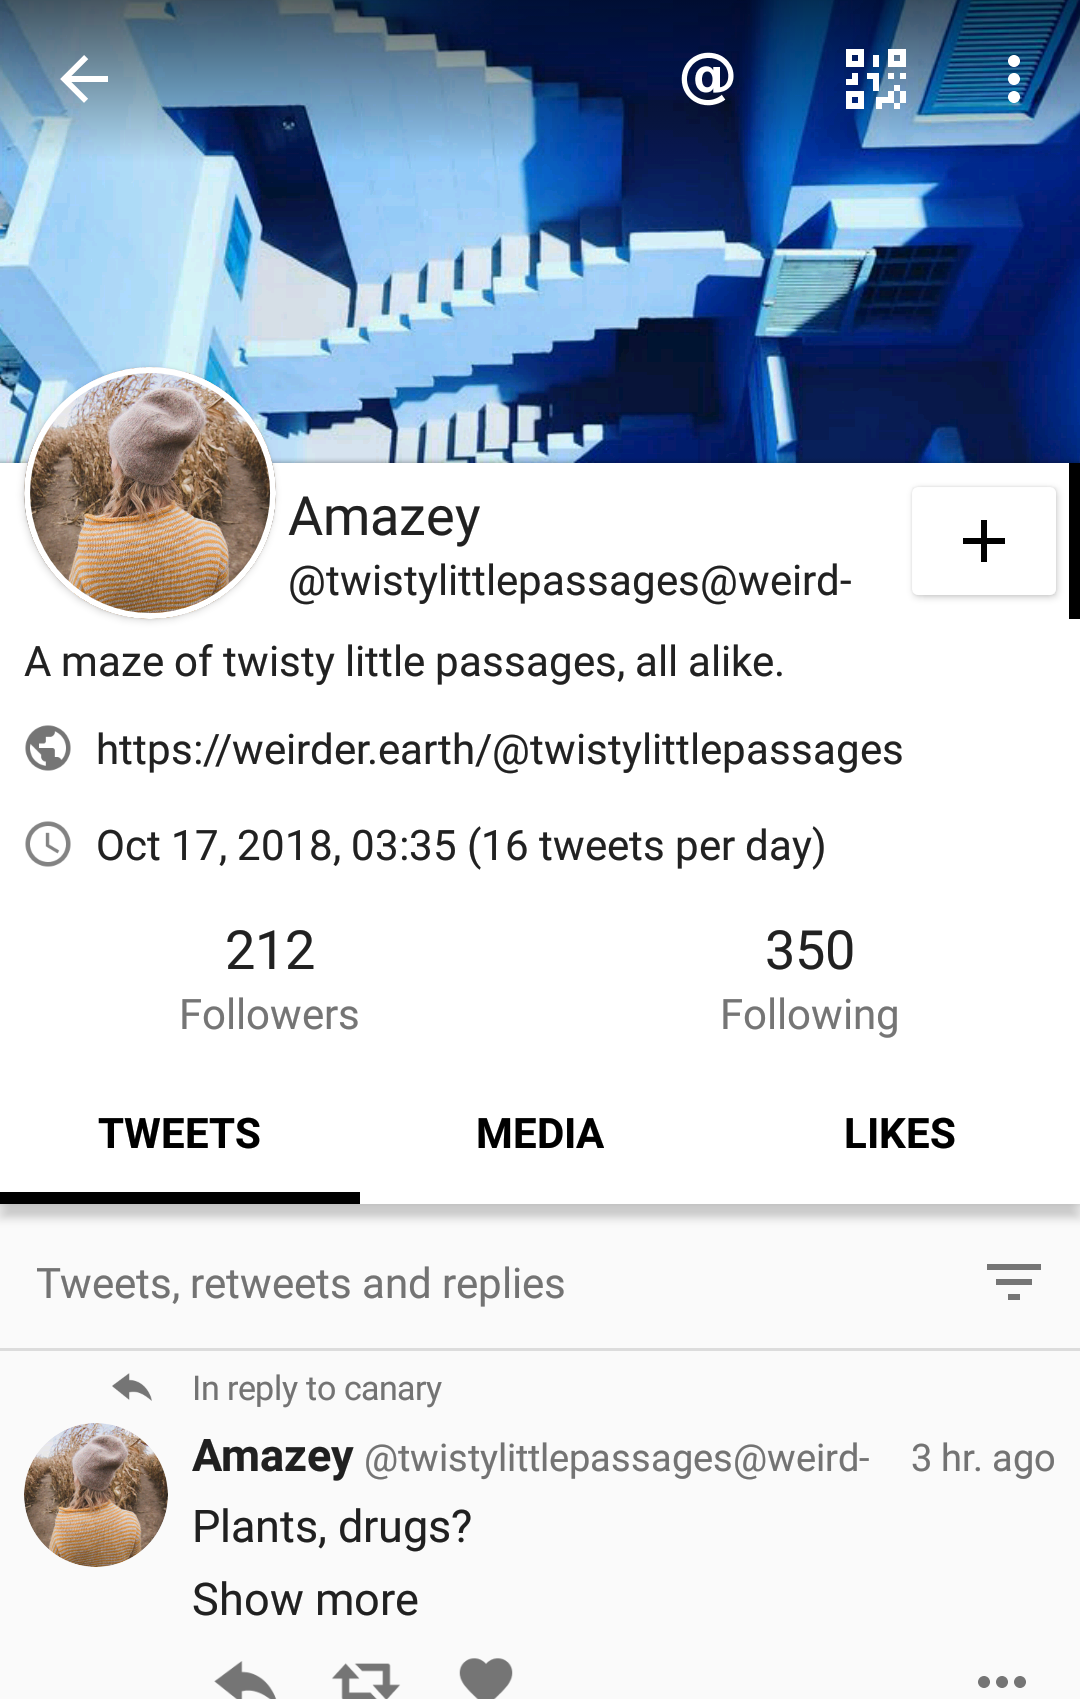 @
Amazey
@twistylittlepassages@weird-
A maze of twisty little passages, all alike.
https://weirder.earth/@twistylittlepassages
Oct 17, 2018, 03:35 (16 tweets per day)
212
Followers
350
Following
TWEETS
MEDIA
LIKES
Tweets, retweets and replies
In reply to canary
Amazey @twistylittlepassages@weird- 3 hr. ago
Plants, drugs?
Show more